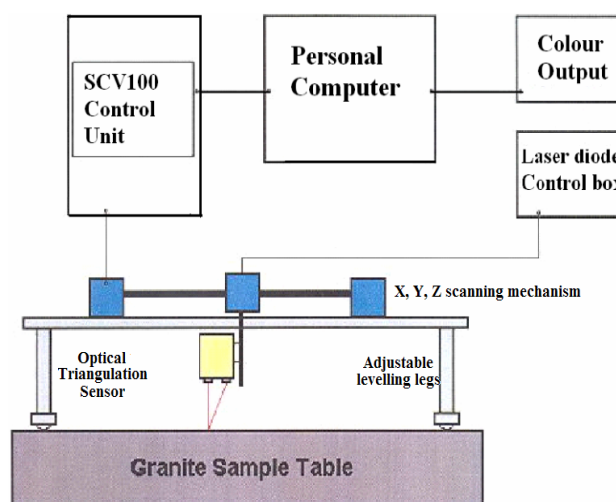 SCV100
Control
Unit
Personal
Computer
Colour
Output
Laser diode
Control box
X, Y, Z scanning mechanism
Optical
Triangulation
Sensor
Adjustable
levelling legs
Granite Sample Table